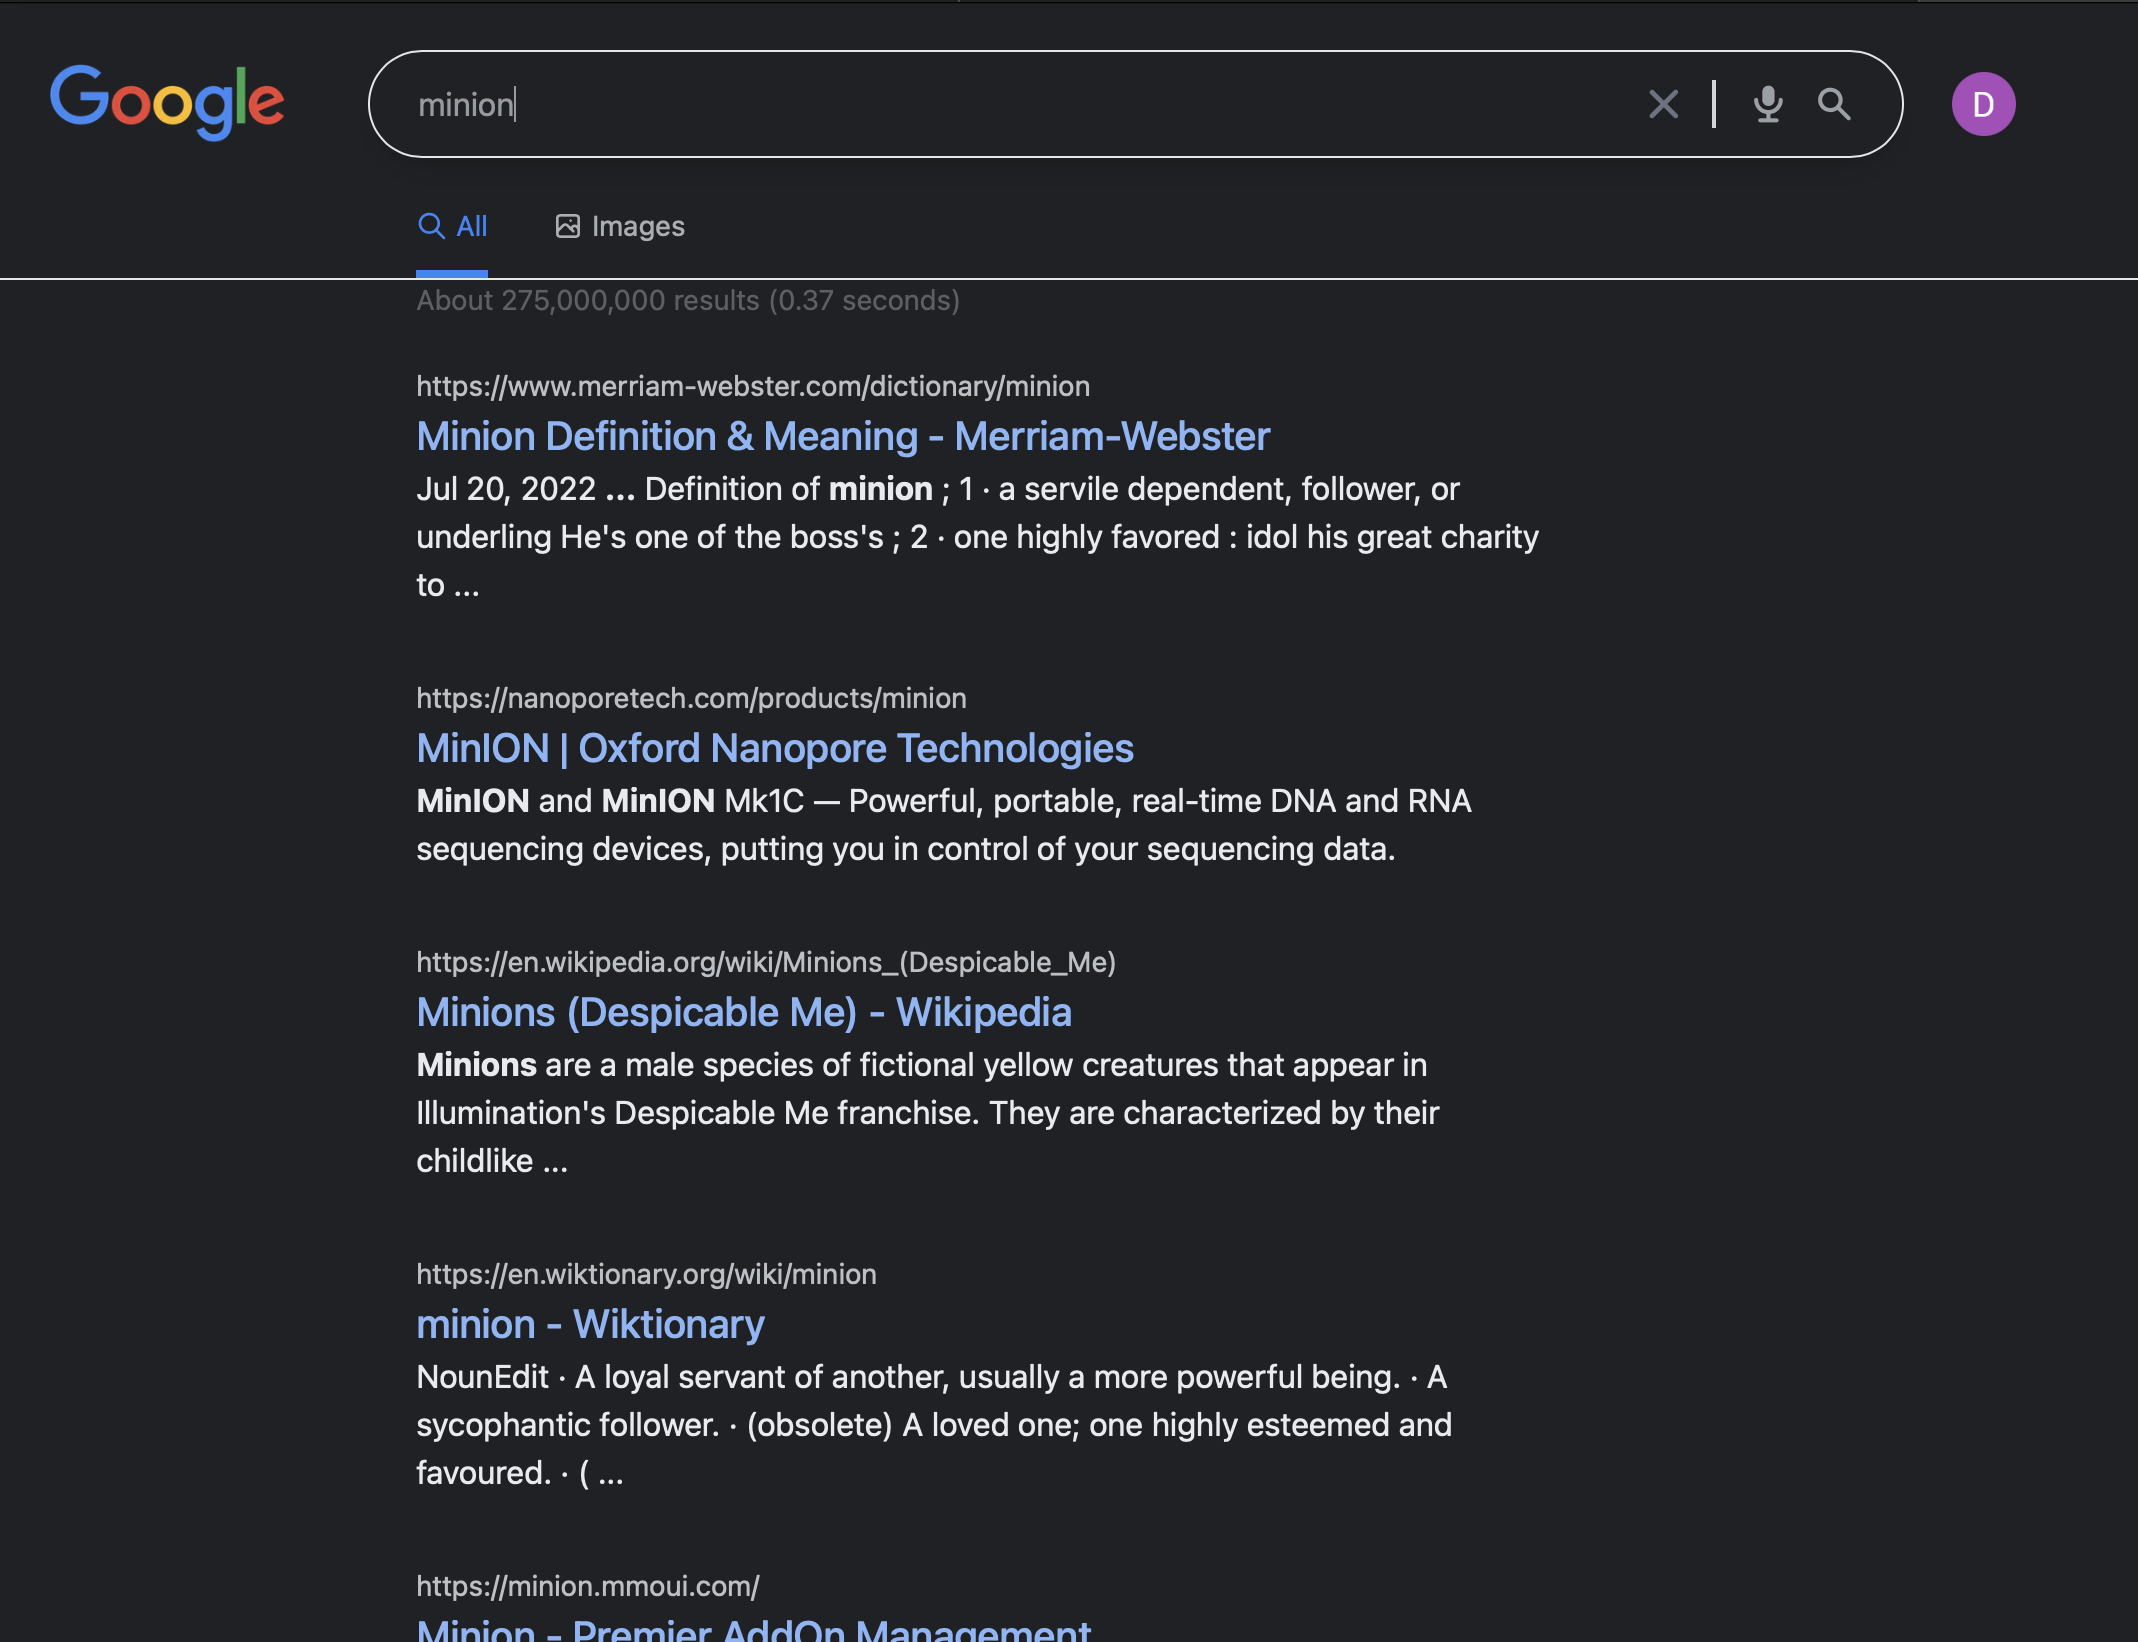 Google
minion
D
All
Images
About 275,000,000 results (0.37 seconds)
https://www.merriam-webster.com/dictionary/minion
Minion Definition & Meaning - Merriam-Webster
Jul 20, 2022 ... Definition of minion ; 1 · a servile dependent, follower, or
underling He's one of the boss's ; 2 · one highly favored : idol his great charity
to ...
https://nanoporetech.com/products/minion
MinION | Oxford Nanopore Technologies
MinION and MinION Mk1C — Powerful, portable, real-time DNA and RNA
sequencing devices, putting you in control of your sequencing data.
https://en.wikipedia.org/wiki/Minions_(Despicable_Me)
Minions (Despicable Me) - Wikipedia
Minions are a male species of fictional yellow creatures that appear in
Illumination's Despicable Me franchise. They are characterized by their
childlike ...
https://en.wiktionary.org/wiki/minion
minion - Wiktionary
NounEdit · A loyal servant of another, usually a more powerful being. · A
sycophantic follower. · (obsolete) A loved one; one highly esteemed and
favoured. · ( ...
https://minion.mmoui.com/
Minion - Premier AddOn Management